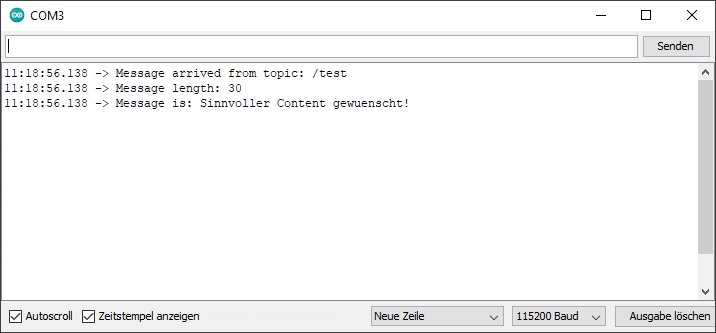 COM3
Senden
11:18:56.138 -> Message arrived from topic: /test
11:18:56.138 -> Message length: 30
11:18:56.138 -> Message is: Sinnvoller Content gewuenscht!
Autoscroll Zeitstempel anzeigen Neue Zeile 115200 Baud Ausgabe löschen